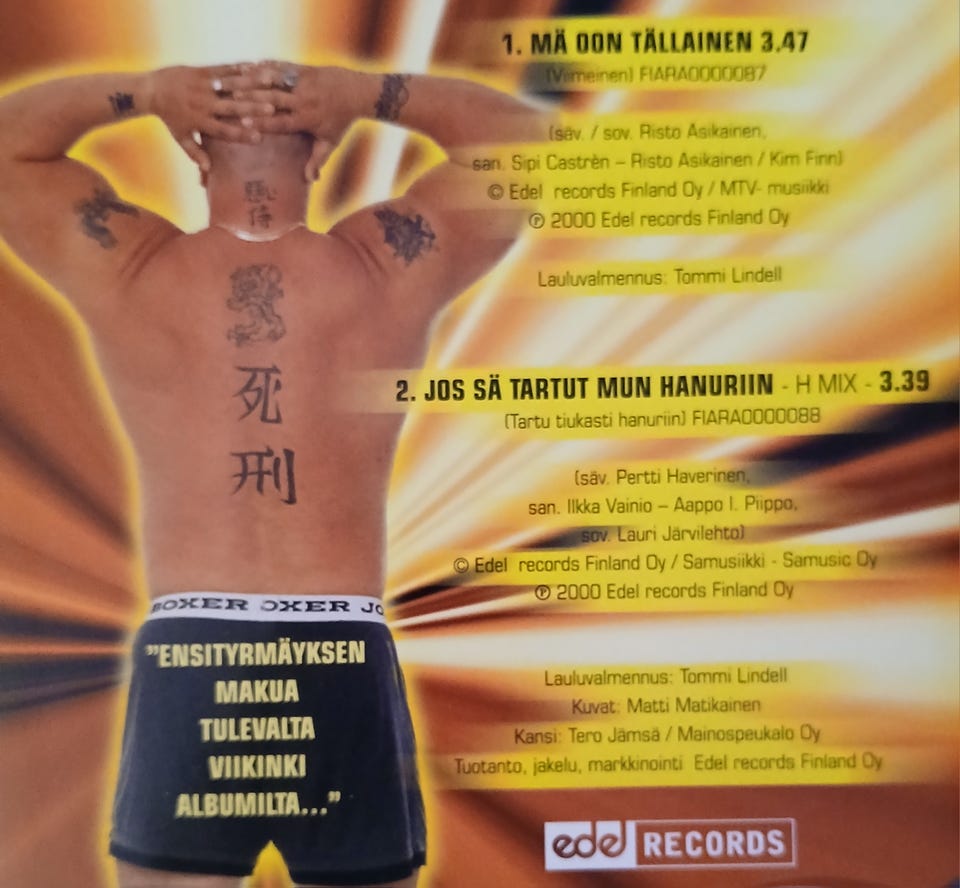 1. MÄ OON TÄLLAINEN 3.47
(Viimeinen) FIARA0000087
(säv. / sov. Risto Asikainen,
san. Sipi Castrèn – Risto Asikainen / Kim Finn)
© Edel records Finland Oy / MTV- musiikki
℗ 2000 Edel records Finland Oy
Lauluvalmennus: Tommi Lindell
2. JOS SÄ TARTUT MUN HANURIIN - H MIX - 3.39
(Tartu tiukasti hanuriin) FIARA0000088
(säv. Pertti Haverinen,
san. Ilkka Vainio – Aappo I. Piippo,
sov. Lauri Järvilehto)
© Edel records Finland Oy / Samusiikki - Samusic Oy
℗ 2000 Edel records Finland Oy
Lauluvalmennus: Tommi Lindell
Kuvat: Matti Matikainen
Kansi: Tero Jämsä / Mainospeukalo Oy
Tuotanto, jakelu, markkinointi Edel records Finland Oy
edel RECORDS
侍
死
刑
BOXER OXER JO
"ENSITYRMÄYKSEN
MAKUA
TULEVALTA
VIIKINKI
ALBUMILTA..."